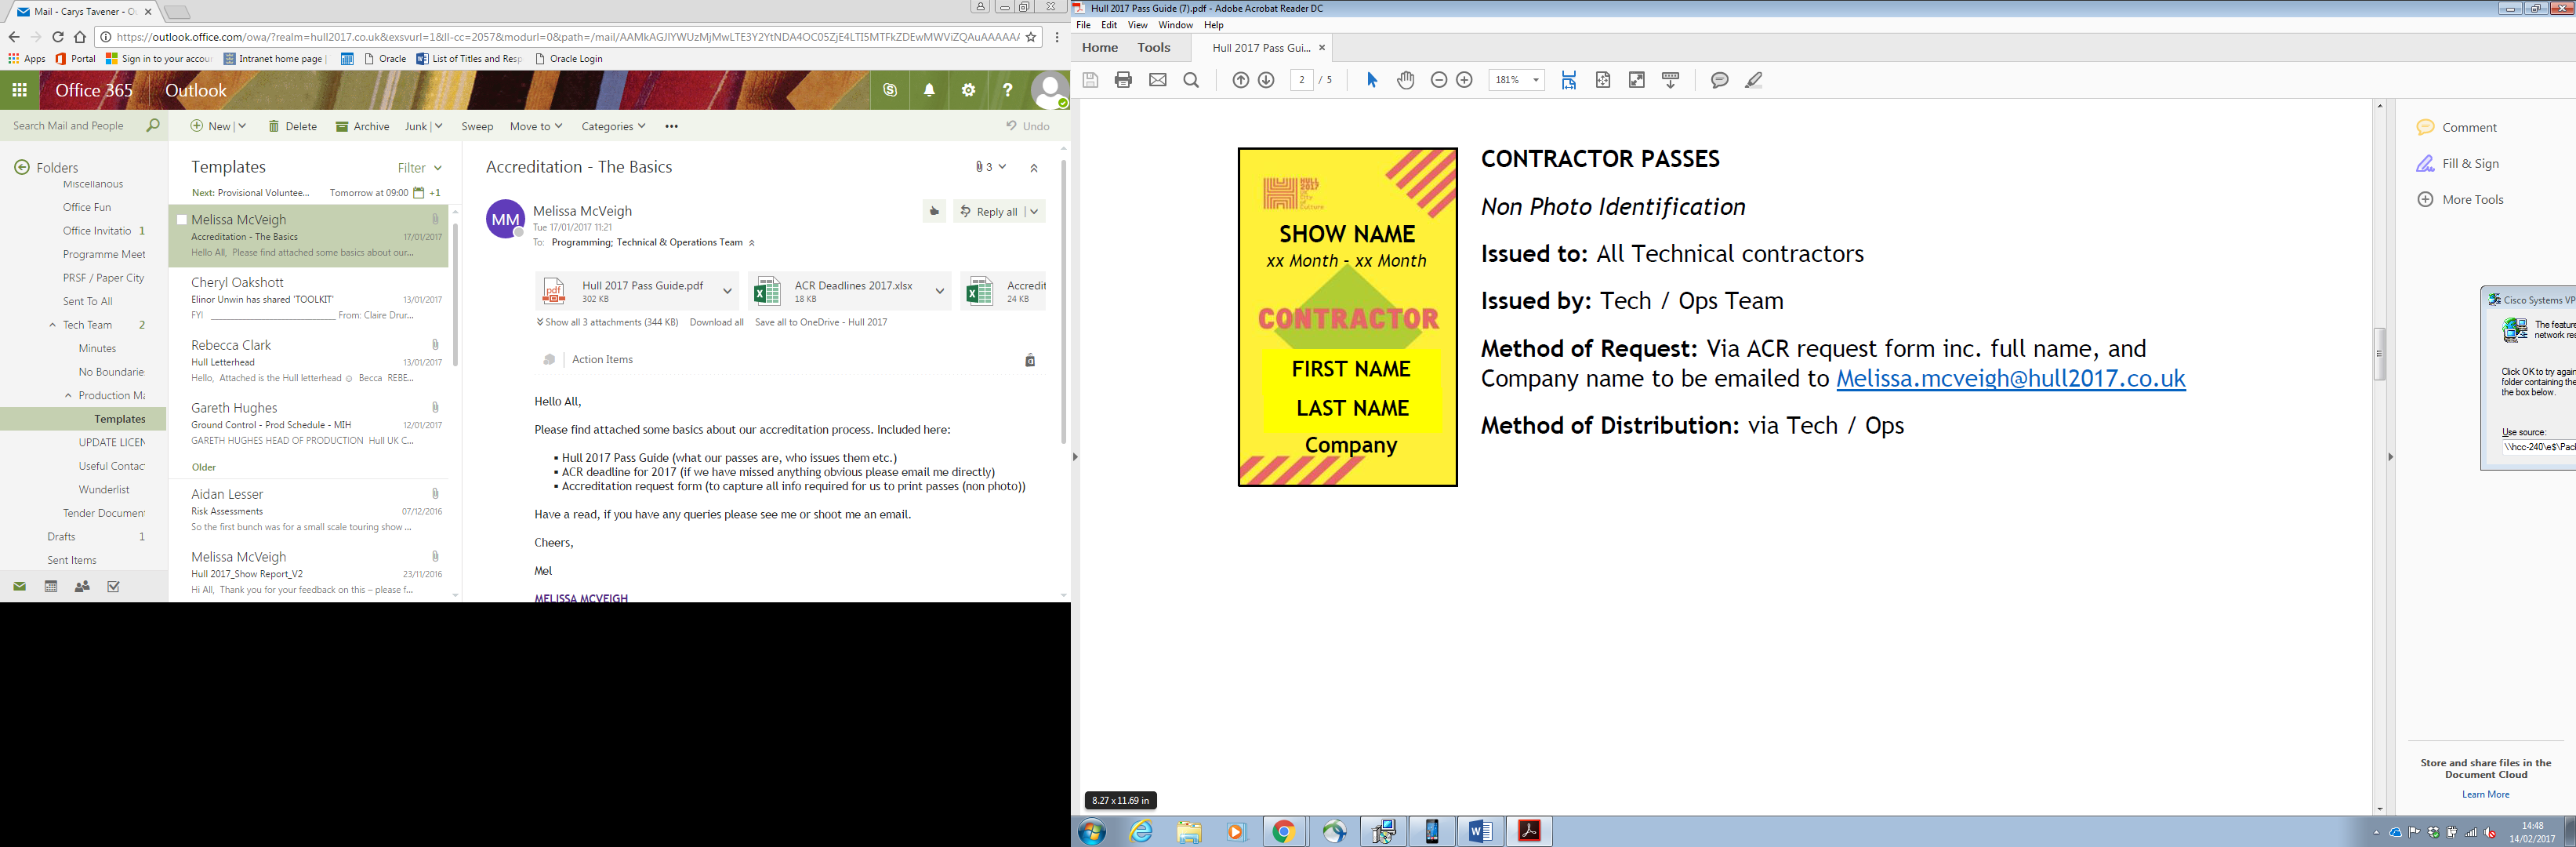 Mail - Carys Tavener - O
https://outlook.office.com/owa/?realm=hull2017.co.uk&exsvurl=1&ll-cc=2057&modurl=0&path=/mail/
Apps Portal Sign in to your accou Intranet home page | Oracle List of Titles and Resp Oracle Login
Office 365 Outlook
Search Mail and People New | Delete Archive Junk | Sweep Move to Categories ••• Undo
Folders
Miscellanous
Office Fun
Office Invitatio 1
Programme Meet
PRSF / Paper City
Sent To All
Tech Team 2
Minutes
No Boundarie
Production Ma
Templates
UPDATE LICEN
Useful Contac
Wunderlist
Tender Document
Drafts 1
Sent Items
Templates Filter
Next: Provisional Voluntee... Tomorrow at 09:00 +1
Melissa McVeigh
Accreditation - The Basics 17/01/2017
Hello All, Please find attached some basics about our...
Cheryl Oakshott
Elinor Unwin has shared 'TOOLKIT' 13/01/2017
FYI ________________________________ From: Claire Drur...
Rebecca Clark
Hull Letterhead 13/01/2017
Hello, Attached is the Hull letterhead ☺ Becca REBE...
Gareth Hughes
Ground Control - Prod Schedule - MIH 12/01/2017
GARETH HUGHES HEAD OF PRODUCTION Hull UK C...
Older
Aidan Lesser
Risk Assessments 07/12/2016
So the first bunch was for a small scale touring show ...
Melissa McVeigh
Hull 2017_Show Report_V2 23/11/2016
Hi All, Thank you for your feedback on this – please f...
Accreditation - The Basics 3
MM
Melissa McVeigh Reply all |
Tue 17/01/2017 11:21
To: Programming; Technical & Operations Team
Hull 2017 Pass Guide.pdf
302 KB
ACR Deadlines 2017.xlsx
18 KB
Accredit
24 KB
Show all 3 attachments (344 KB) Download all Save all to OneDrive - Hull 2017
Action Items
Hello All,
Please find attached some basics about our accreditation process. Included here:
▪ Hull 2017 Pass Guide (what our passes are, who issues them etc.)
▪ ACR deadline for 2017 (if we have missed anything obvious please email me directly)
▪ Accreditation request form (to capture all info required for us to print passes (non photo))
Have a read, if you have any queries please see me or shoot me an email.
Cheers,
Mel
MELISSA MCVEIGH
Hull 2017 Pass Guide (7).pdf - Adobe Acrobat Reader DC
File Edit View Window Help
Home Tools Hull 2017 Pass Gui... ×
2 / 5 181%
HULL
2017
UK
City
of
Culture
SHOW NAME
xx Month - xx Month
CONTRACTOR
FIRST NAME
LAST NAME
Company
CONTRACTOR PASSES
Non Photo Identification
Issued to: All Technical contractors
Issued by: Tech / Ops Team
Method of Request: Via ACR request form inc. full name, and
Company name to be emailed to Melissa.mcveigh@hull2017.co.uk
Method of Distribution: via Tech / Ops
8.27 x 11.69 in
Comment
Fill & Sign
More Tools
Cisco Systems VP
The feature
network res
Click OK to try again
folder containing the
the box below.
Use source:
\\hcc-240\e$\Pac
Store and share files in the
Document Cloud
Learn More
14:48
14/02/2017